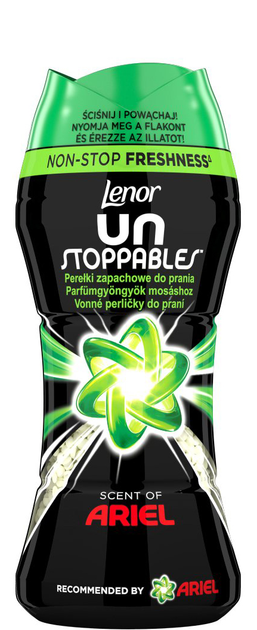 ŚCIŚNIJ I POWĄCHAJ!
NYOMJA MEG A FLAKONT
ÉS ÉREZZE AZ ILLATOT!
NON-STOP FRESHNESS∆
Lenor
UN
STOPPABLES™
Perełki zapachowe do prania
Parfümgyöngyök mosáshoz
Vonné perličky do praní
SCENT OF
ARIEL
RECOMMENDED BY ARIEL